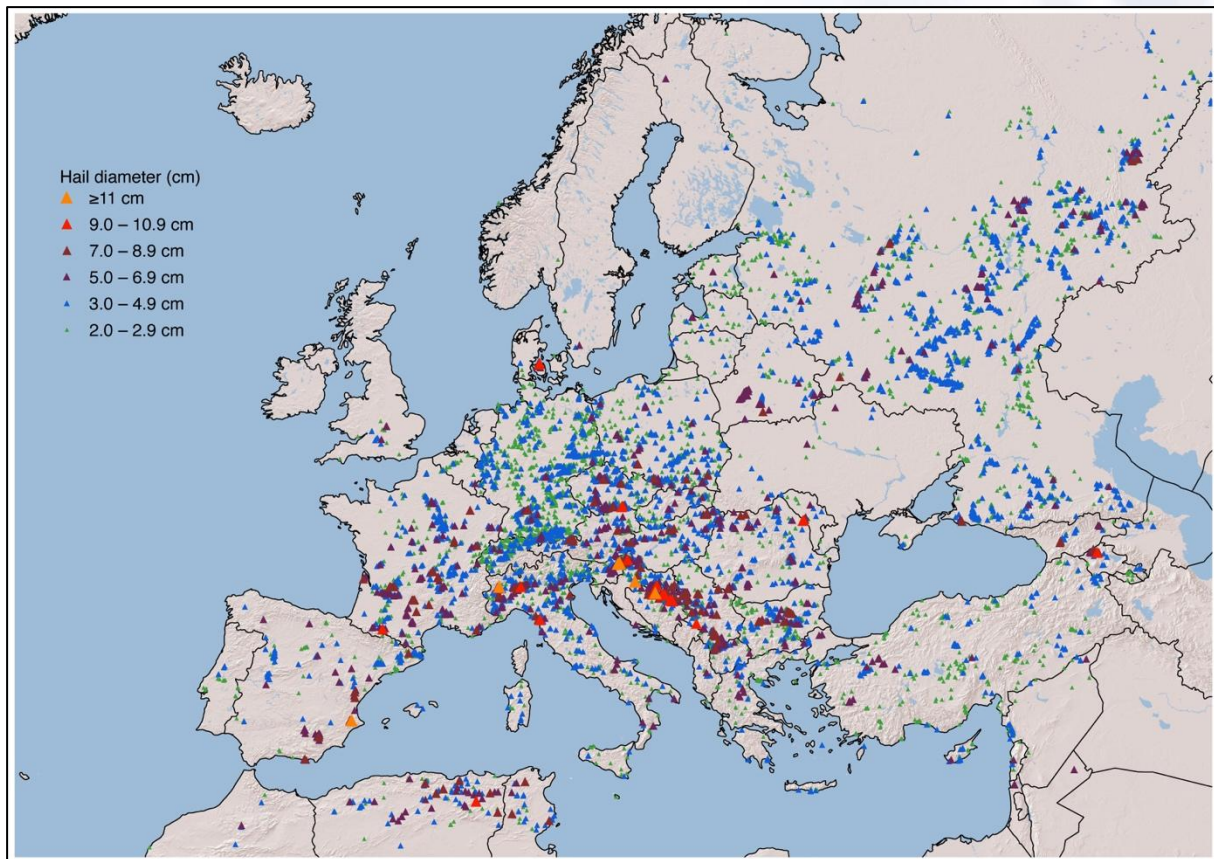 Hail diameter (cm)
≥11 cm
9.0 – 10.9 cm
7.0 – 8.9 cm
5.0 – 6.9 cm
3.0 – 4.9 cm
2.0 – 2.9 cm